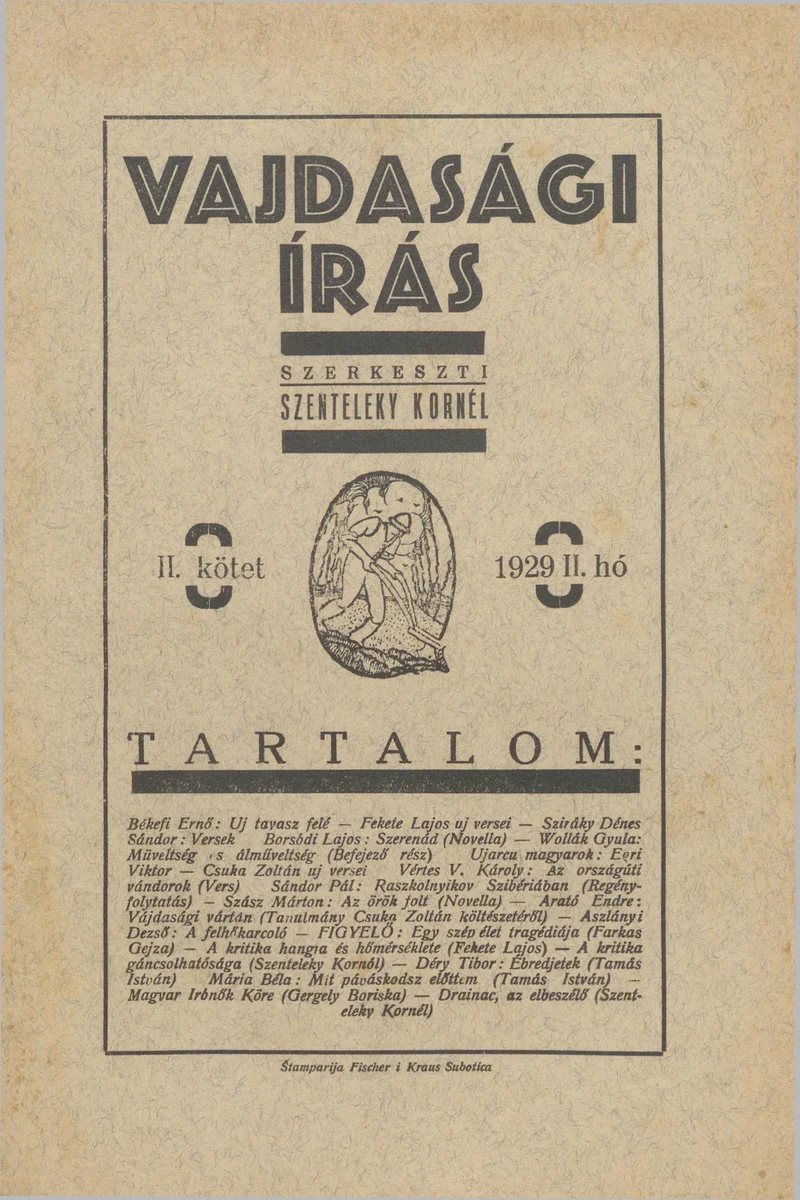 VAJDASÁGI
ÍRÁS
SZERKESZTI
SZENTELEKY KORNÉL
II. kötet
1929 II. hó
TARTALOM:
Békefi Ernő: Uj tavasz felé — Fekete Lajos uj versei — Sziráky Dénes
Sándor: Versek Borsódi Lajos: Szerenád (Novella) — Wollák Gyula:
Müveltség s álműveltség (Befejező rész) Ujarcu magyarok: Egri
Viktor — Csuka Zoltán uj versei Vértes V. Károly: Az országúti
vándorok (Vers) Sándor Pál: Raszkolnyikov Szibériában (Regény-
folytatás) — Szász Márton: Az örök folt (Novella) — Arató Endre:
Vajdasági vártán (Tanulmány Csuka Zoltán költészetéről) — Aszlányi
Dezső: A felhőkarcoló — FIGYELŐ: Egy szép élet tragédiája (Farkas
Gejza) — A kritika hangja és hőmérséklete (Fekete Lajos) — A kritika
gáncsolhatósága (Szenteleky Kornél) — Déry Tibor: Ébredjetek (Tamás
István) Mária Béla: Mit páváskodsz előttem (Tamás István) —
Magyar Irónők Köre (Gergely Boriska) — Drainac, az elbeszélő (Szent-
eleky Kornél)
Štamparija Fischer i Kraus Subotica